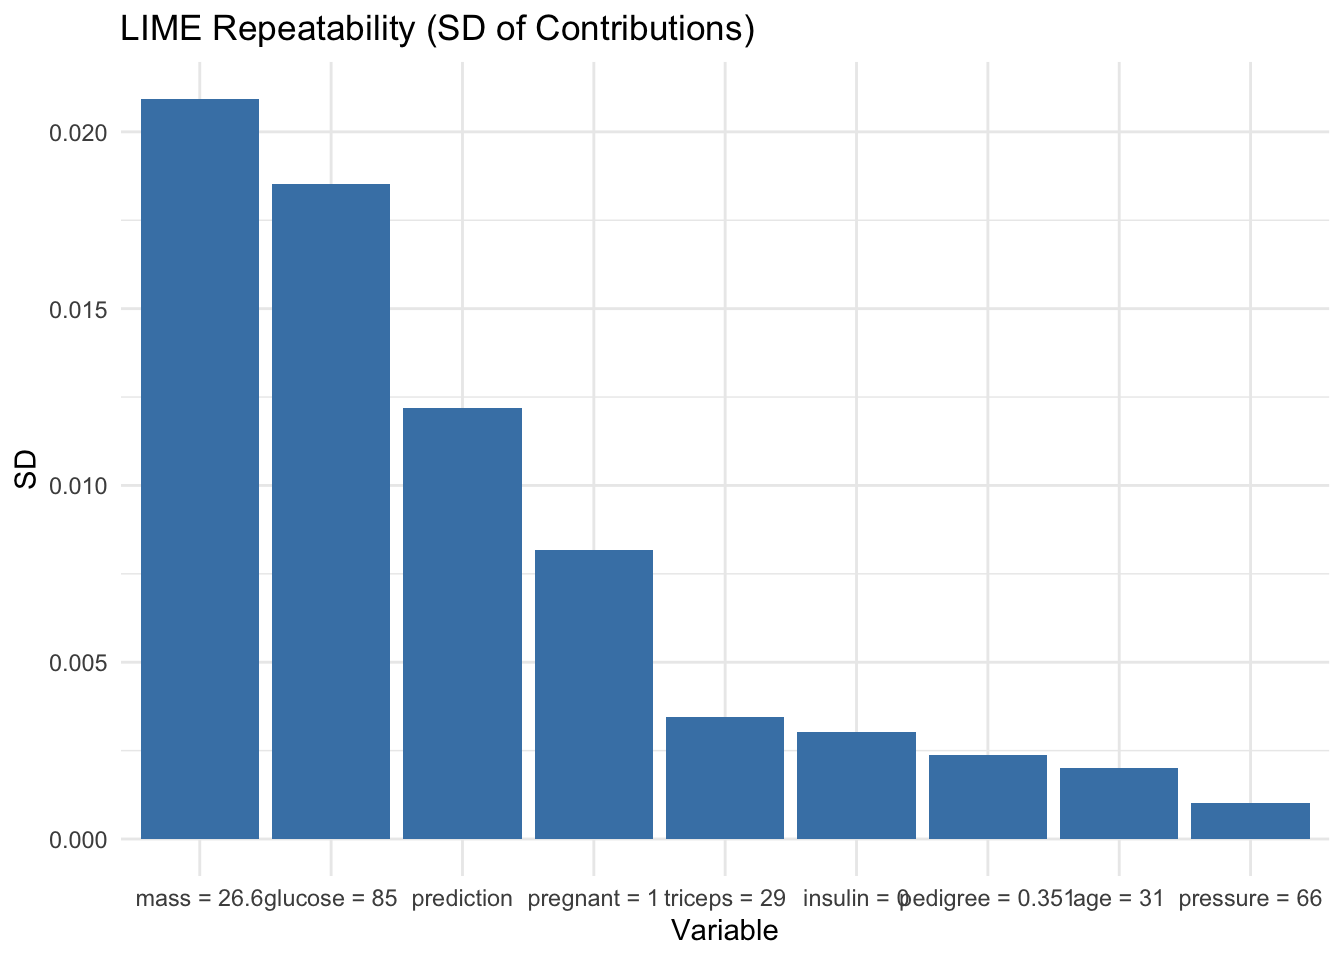 LIME Repeatability (SD of Contributions)
0.020
0.015
0.010
0.005
0.000
SD
mass = 26.6 glucose = 85 prediction pregnant = 1 triceps = 29 insulin = 0 pedigree = 0.351 age = 31 pressure = 66
Variable